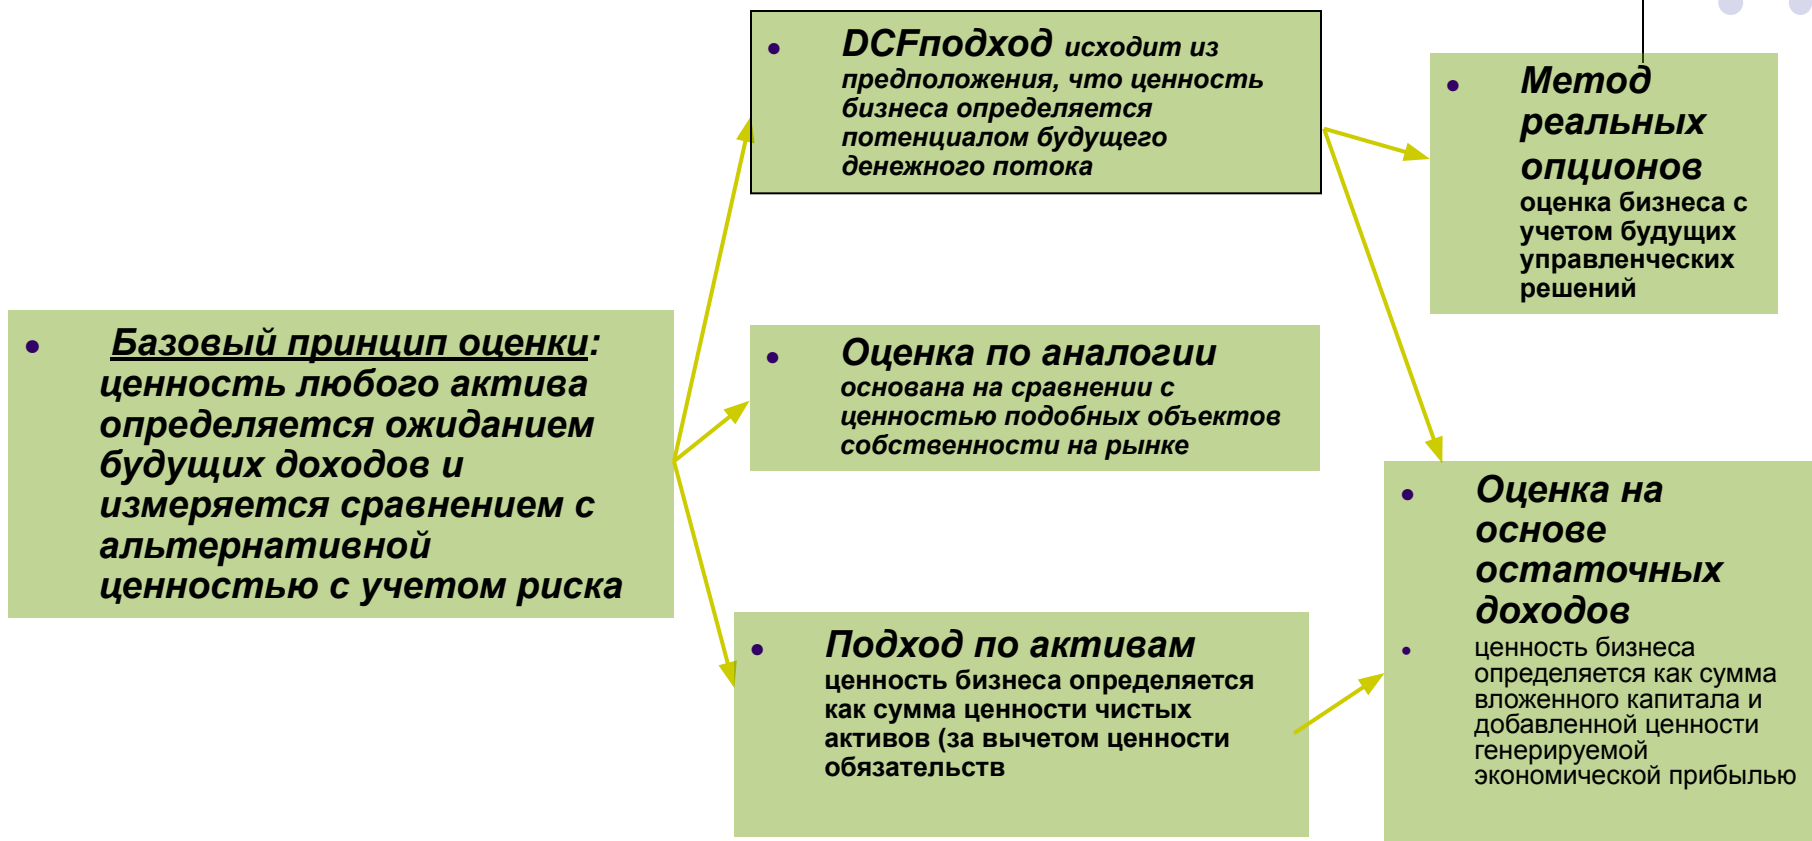 Базовый принцип оценки:
ценность любого актива
определяется ожиданием
будущих доходов и
измеряется сравнением с
альтернативной
ценностью с учетом риска
DCFподход исходит из
предположения, что ценность
бизнеса определяется
потенциалом будущего
денежного потока
Оценка по аналогии
основана на сравнении с
ценностью подобных объектов
собственности на рынке
Подход по активам
ценность бизнеса определяется
как сумма ценности чистых
активов (за вычетом ценности
обязательств
Метод
реальных
опционов
оценка бизнеса с
учетом будущих
управленческих
решений
Оценка на
основе
остаточных
доходов
ценность бизнеса
определяется как сумма
вложенного капитала и
добавленной ценности
генерируемой
экономической прибылью